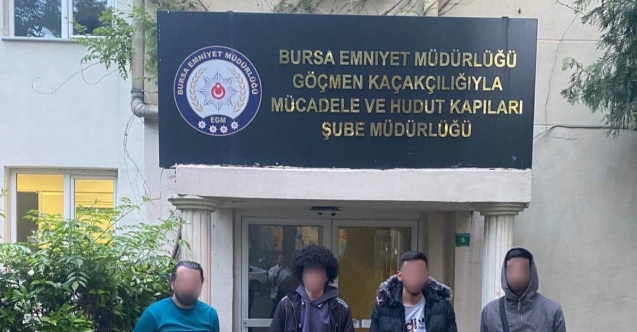 BURSA EMNİYET MÜDÜRLÜĞÜ
EGM
BURSA EMNİYET MÜDÜRLÜĞÜ
GÖÇMEN KAÇAKÇILIĞIYLA
MÜCADELE VE HUDUT KAPILARI
ŞUBE MÜDÜRLÜĞÜ